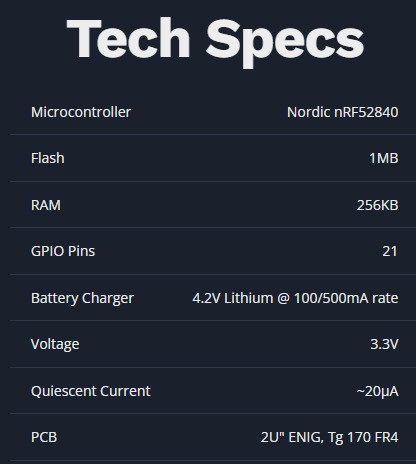 Tech Specs
Microcontroller Nordic nRF52840
Flash 1MB
RAM 256KB
GPIO Pins 21
Battery Charger 4.2V Lithium @ 100/500mA rate
Voltage 3.3V
Quiescent Current ~20µA
PCB 2U" ENIG, Tg 170 FR4